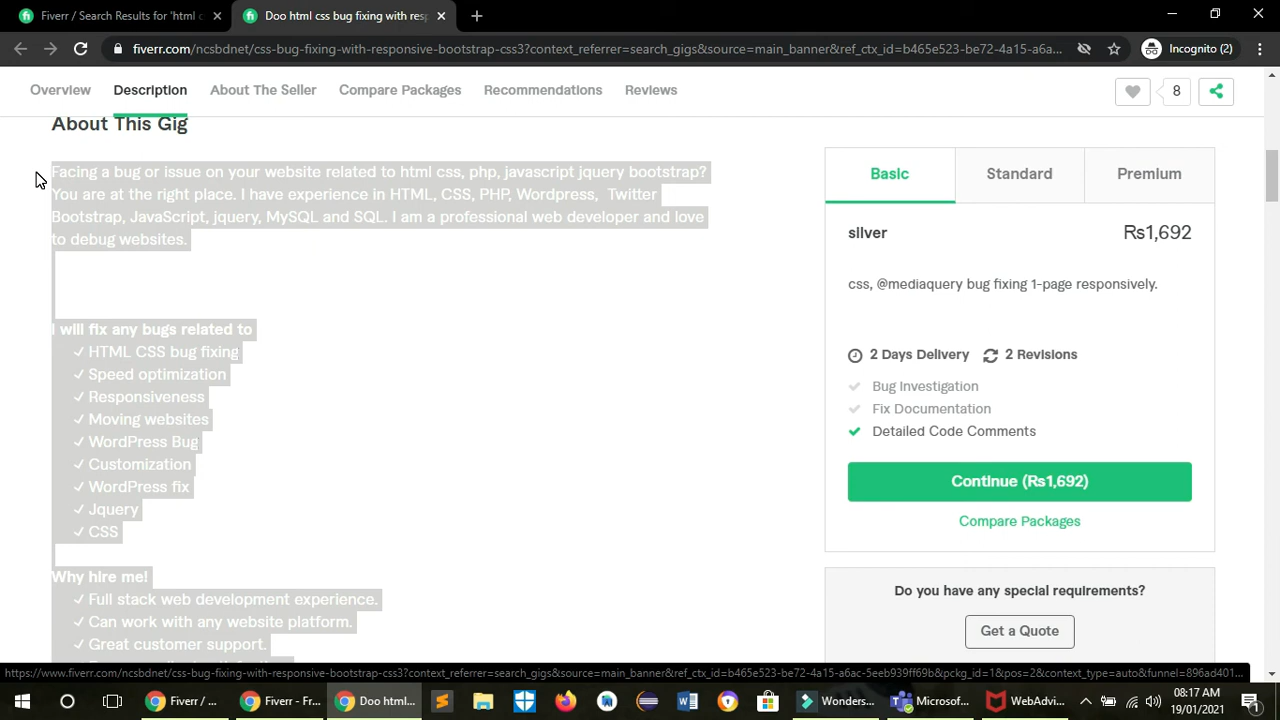 Fiverr / Search Results for 'html c
Doo html css bug fixing with resp
fiverr.com/ncsbdnet/css-bug-fixing-with-responsive-bootstrap-css3?context_referrer=search_gigs&source=main_banner&ref_ctx_id=b465e523-be72-4a15-a6a...
Incognito (2)
Overview Description About The Seller Compare Packages Recommendations Reviews
8
About This Gig
Facing a bug or issue on your website related to html css, php, javascript jquery bootstrap?
You are at the right place. I have experience in HTML, CSS, PHP, Wordpress, Twitter
Bootstrap, JavaScript, jquery, MySQL and SQL. I am a professional web developer and love
to debug websites.
I will fix any bugs related to
✓ HTML CSS bug fixing
✓ Speed optimization
✓ Responsiveness
✓ Moving websites
✓ WordPress Bug
✓ Customization
✓ WordPress fix
✓ Jquery
✓ CSS
Why hire me!
✓ Full stack web development experience.
✓ Can work with any website platform.
✓ Great customer support.
Basic Standard Premium
silver Rs1,692
css, @mediaquery bug fixing 1-page responsively.
2 Days Delivery 2 Revisions
Bug Investigation
Fix Documentation
Detailed Code Comments
Continue (Rs1,692)
Compare Packages
Do you have any special requirements?
Get a Quote
https://www.fiverr.com/ncsbdnet/css-bug-fixing-with-responsive-bootstrap-css3?context_referrer=search_gigs&source=main_banner&ref_ctx_id=b465e523-be72-4a15-a6ac-5eeb939ff69b&pckg_id=1&pos=2&context_type=auto&funnel=896ad401...
Fiverr / ...
Fiverr - Fr...
Doo html...
Wonders...
Microsof...
WebAdvi...
08:17 AM
19/01/2021
1